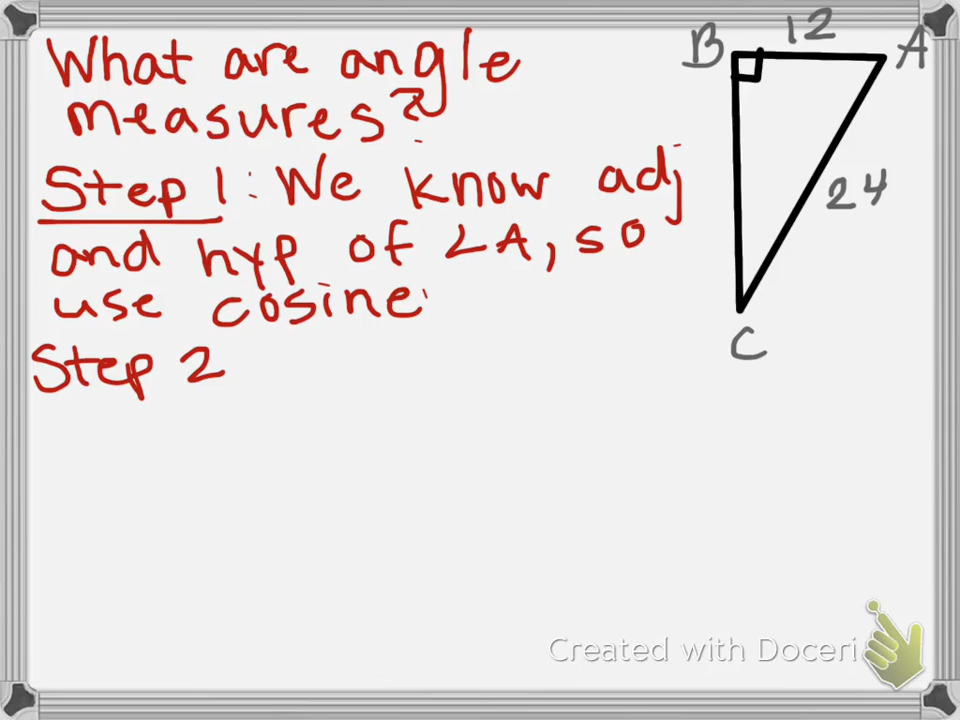 What are angle
measures?
Step 1: We know adj
and hyp of ∠A, so
use cosine
Step 2
B
12
A
24
C
Created with Doceri